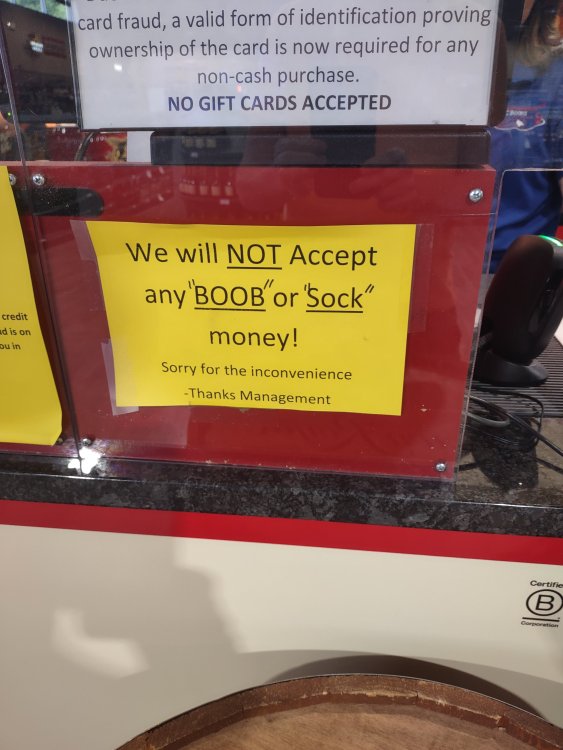 card fraud, a valid form of identification proving
ownership of the card is now required for any
non-cash purchase.
NO GIFT CARDS ACCEPTED
We will NOT Accept
any "BOOB" or "Sock"
money!
Sorry for the inconvenience
-Thanks Management
credit
d is on
ou in
Certifie
B
Corporation